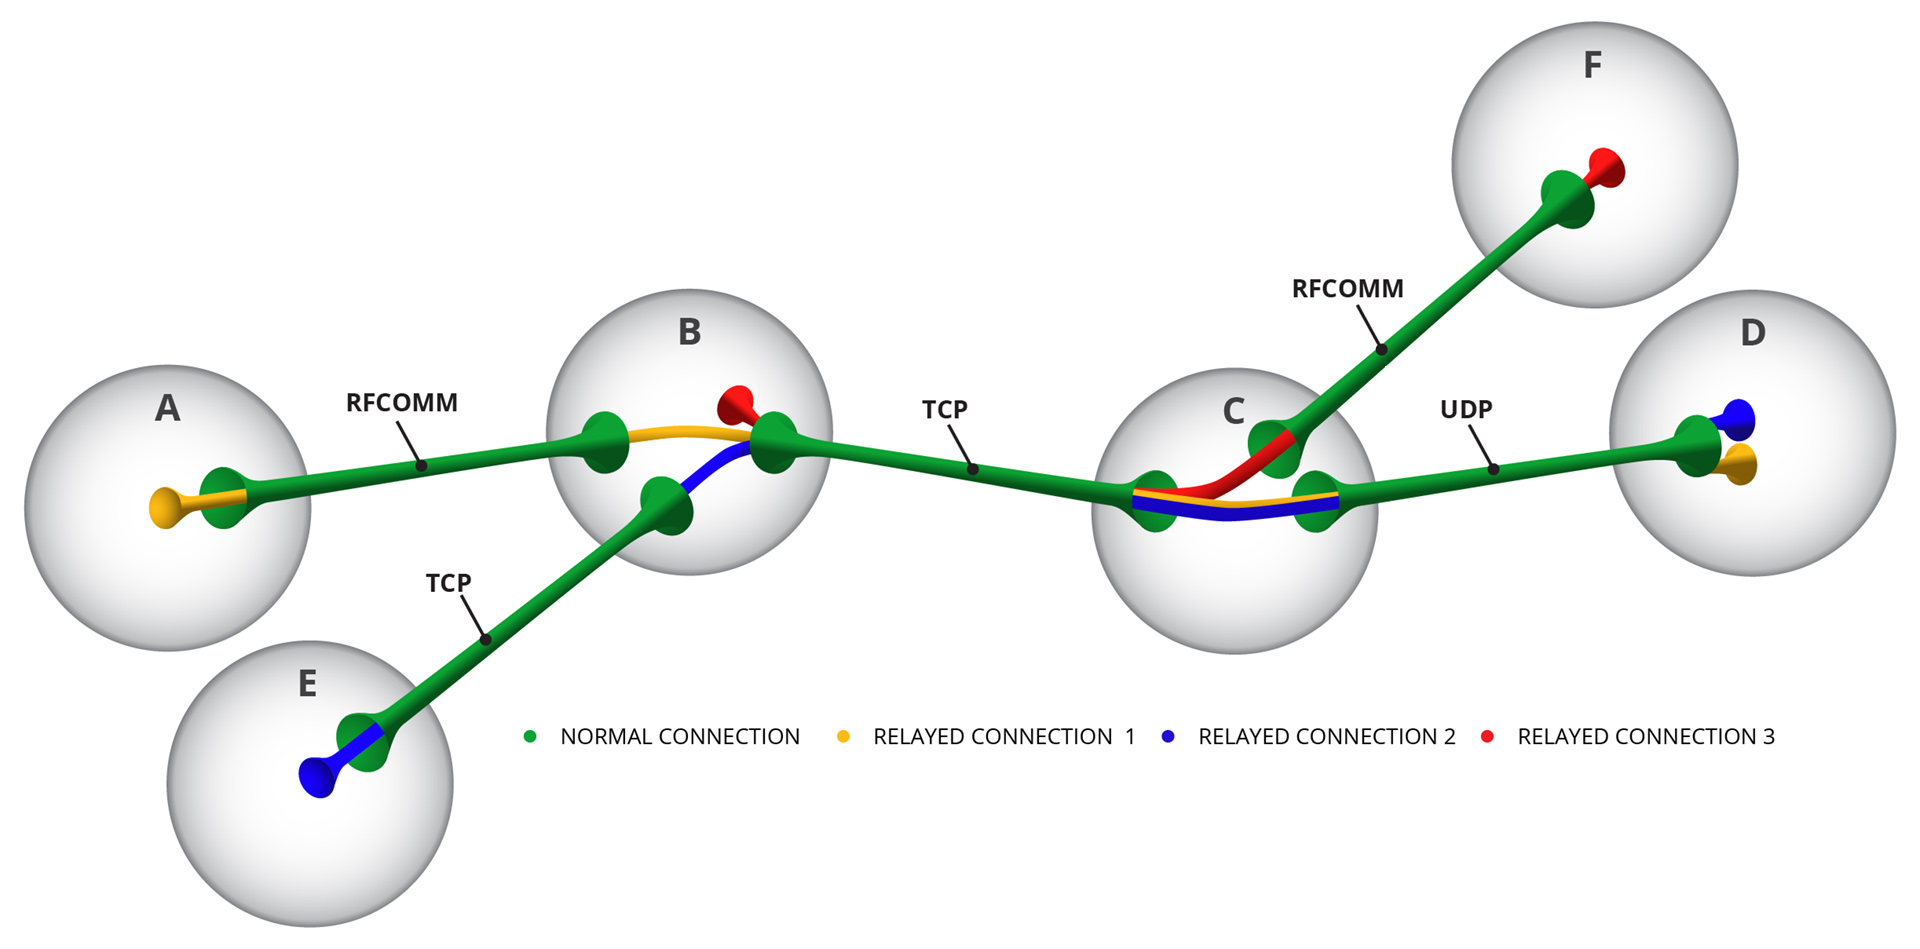 F
RFCOMM
D
B
A
RFCOMM
TCP
C
UDP
TCP
E
NORMAL CONNECTION
RELAYED CONNECTION 1
RELAYED CONNECTION 2
RELAYED CONNECTION 3